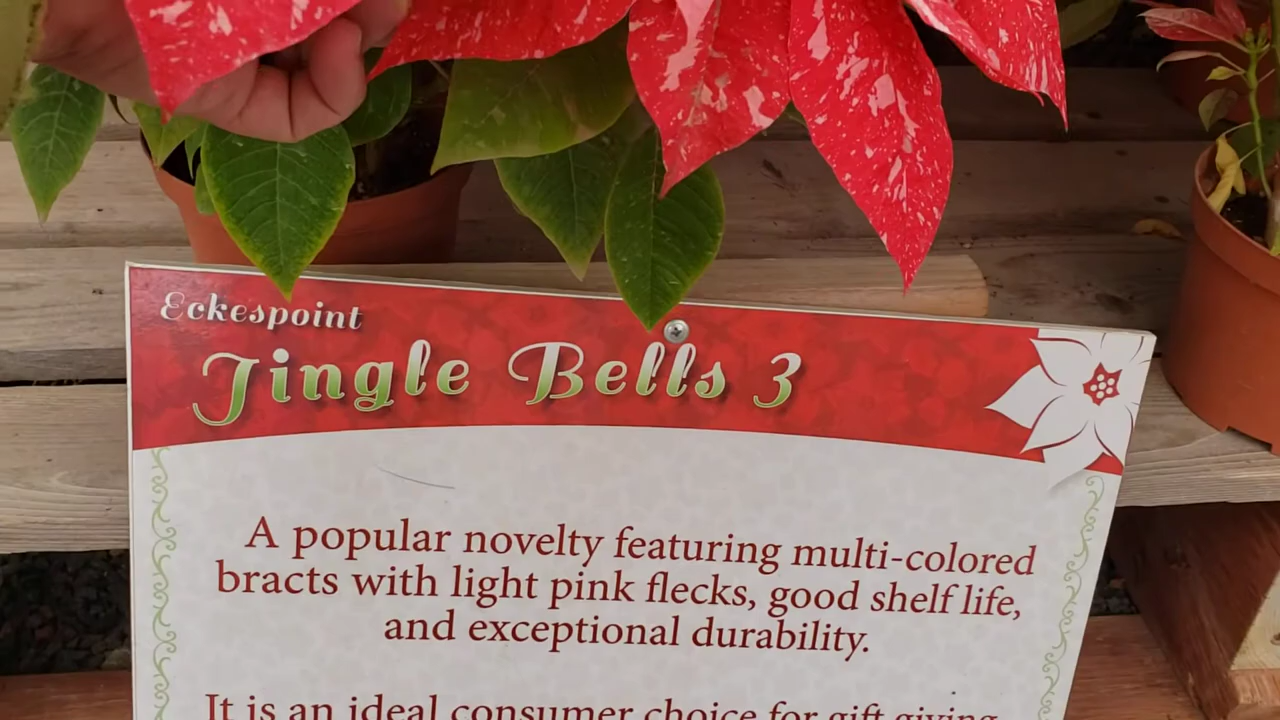 Eckespoint
Jingle Bells 3
A popular novelty featuring multi-colored
bracts with light pink flecks, good shelf life,
and exceptional durability.
It is an ideal consumer choice for gift giving